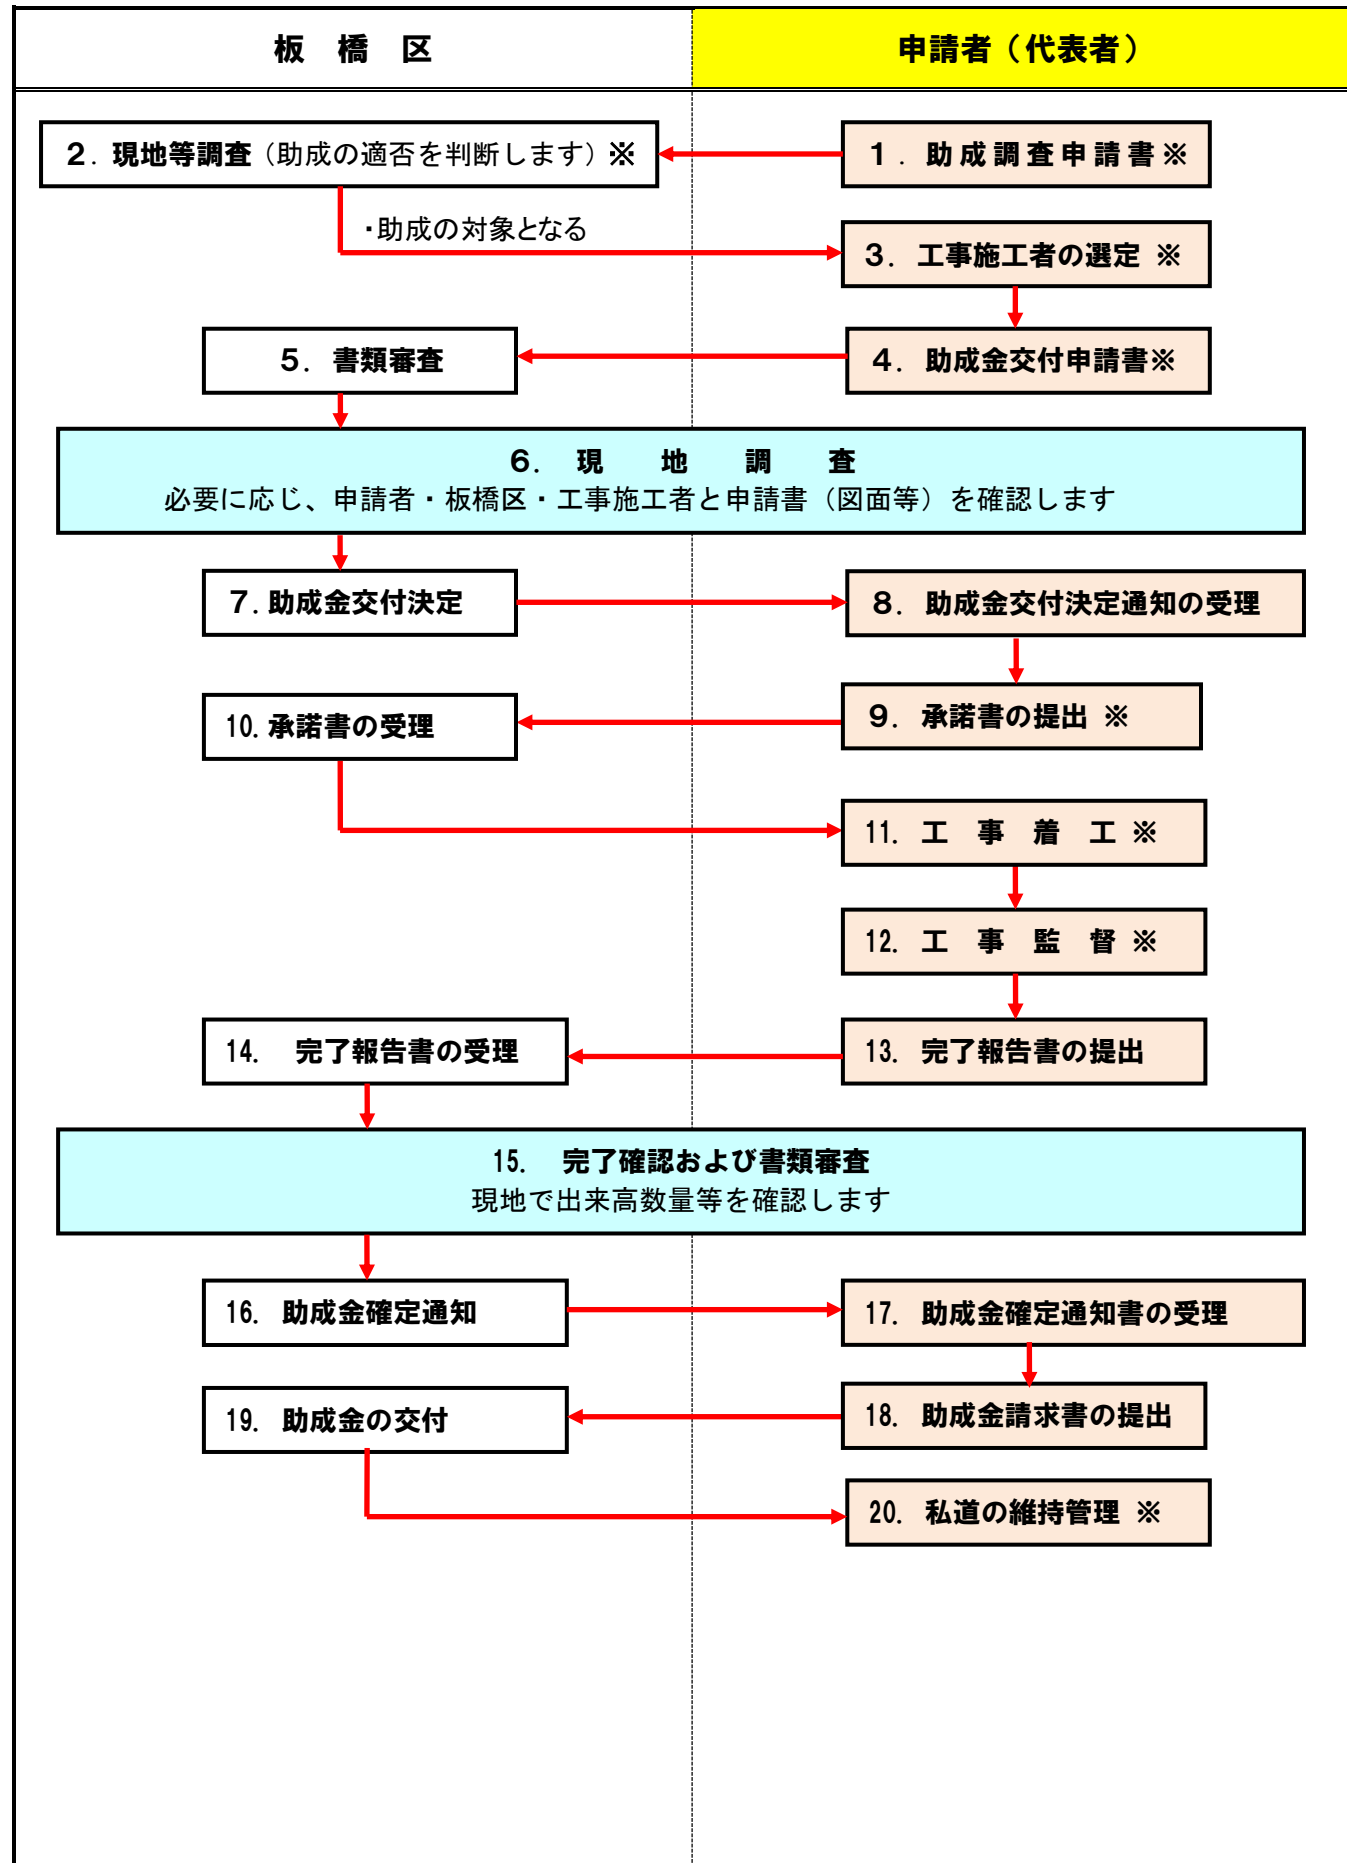 板　橋　区
申請者（代表者）
２．現地等調査（助成の適否を判断します）※
１．助成調査申請書※
・助成の対象となる
３．工事施工者の選定 ※
５．書類審査
４．助成金交付申請書※
６．現　地　調　査
必要に応じ、申請者・板橋区・工事施工者と申請書（図面等）を確認します
７．助成金交付決定
８．助成金交付決定通知の受理
９．承諾書の提出 ※
10．承諾書の受理
11．工　事　着　工 ※
12．工　事　監　督 ※
14．　完了報告書の受理
13．完了報告書の提出
15．　完了確認および書類審査
現地で出来高数量等を確認します
16．助成金確定通知
17．助成金確定通知書の受理
19．助成金の交付
18．助成金請求書の提出
20．私道の維持管理 ※